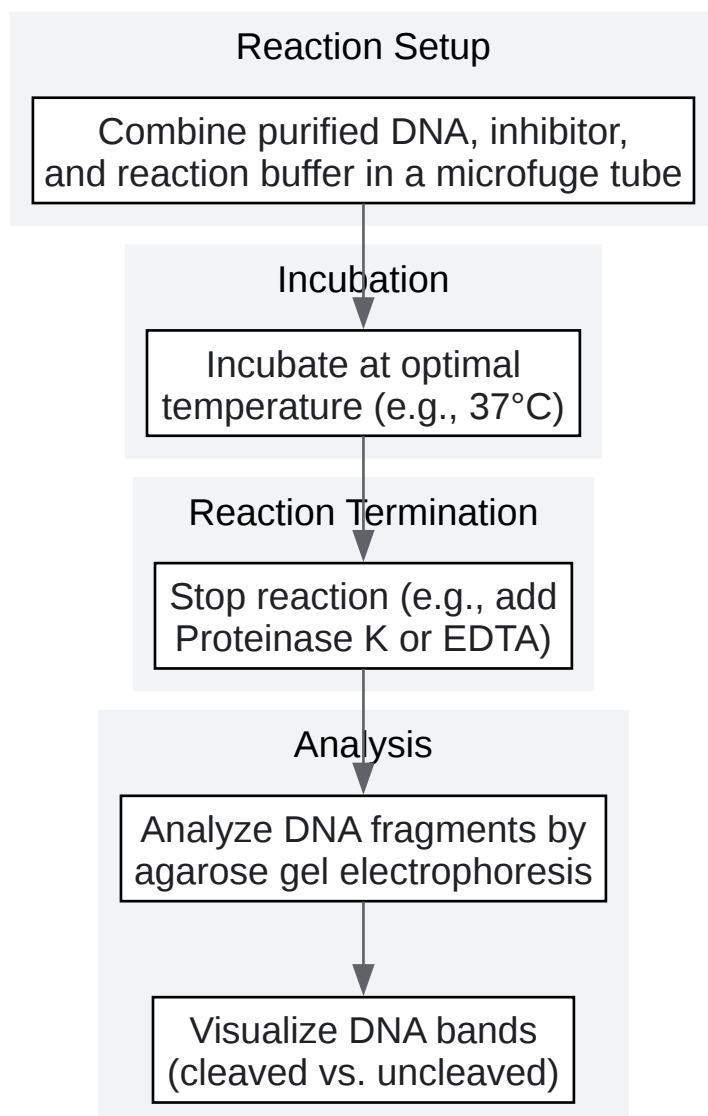 Reaction Setup
Combine purified DNA, inhibitor,
and reaction buffer in a microfuge tube
Incubation
Incubate at optimal
temperature (e.g., 37°C)
Reaction Termination
Stop reaction (e.g., add
Proteinase K or EDTA)
Analysis
Analyze DNA fragments by
agarose gel electrophoresis
Visualize DNA bands
(cleaved vs. uncleaved)